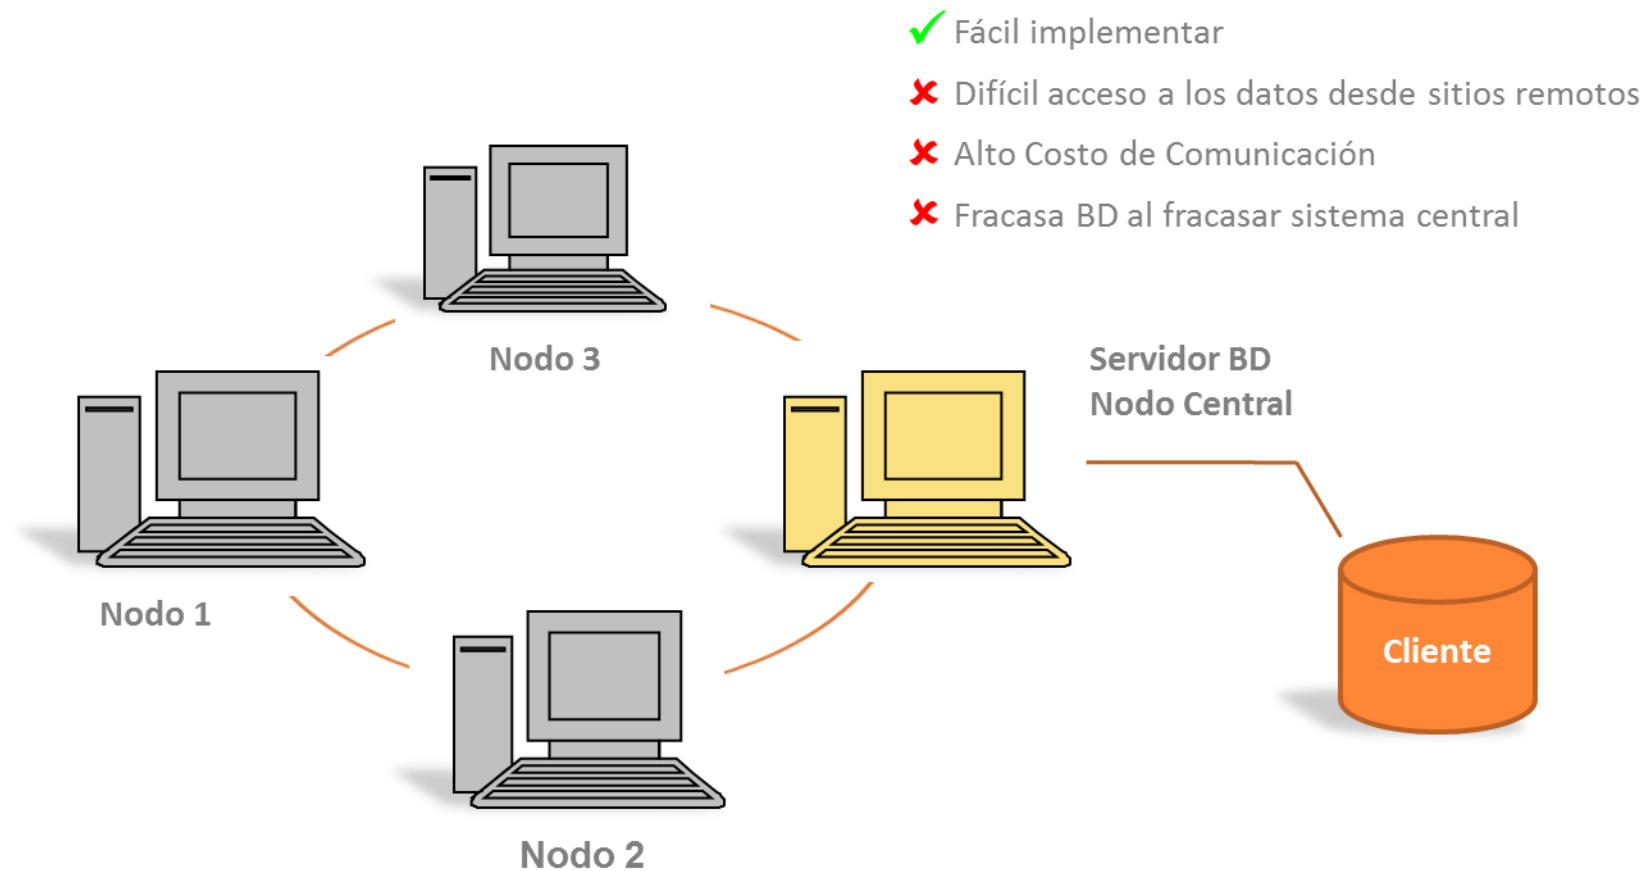 Fácil implementar
Difícil acceso a los datos desde sitios remotos
Alto Costo de Comunicación
Fracasa BD al fracasar sistema central
Nodo 3
Servidor BD
Nodo Central
Nodo 1
Cliente
Nodo 2